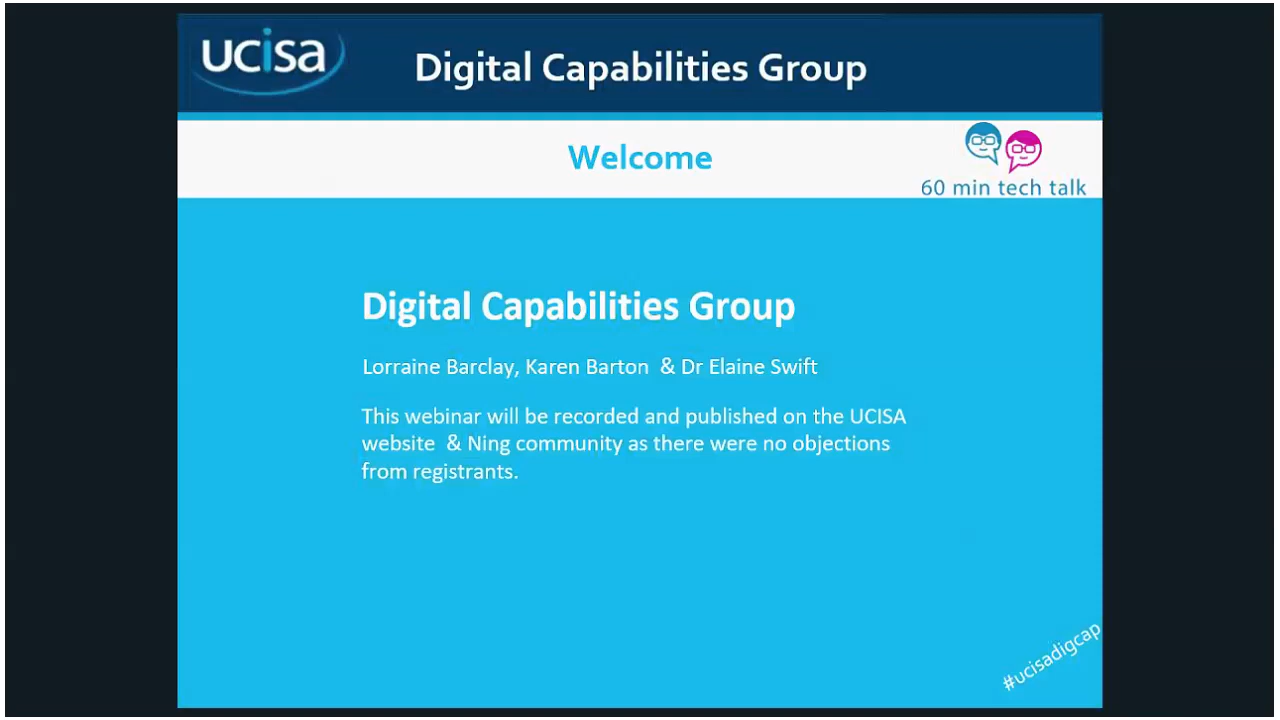 ucisa
Digital Capabilities Group
Welcome
60 min tech talk
Digital Capabilities Group
Lorraine Barclay, Karen Barton & Dr Elaine Swift
This webinar will be recorded and published on the UCISA
website & Ning community as there were no objections
from registrants.
#ucisadigcap